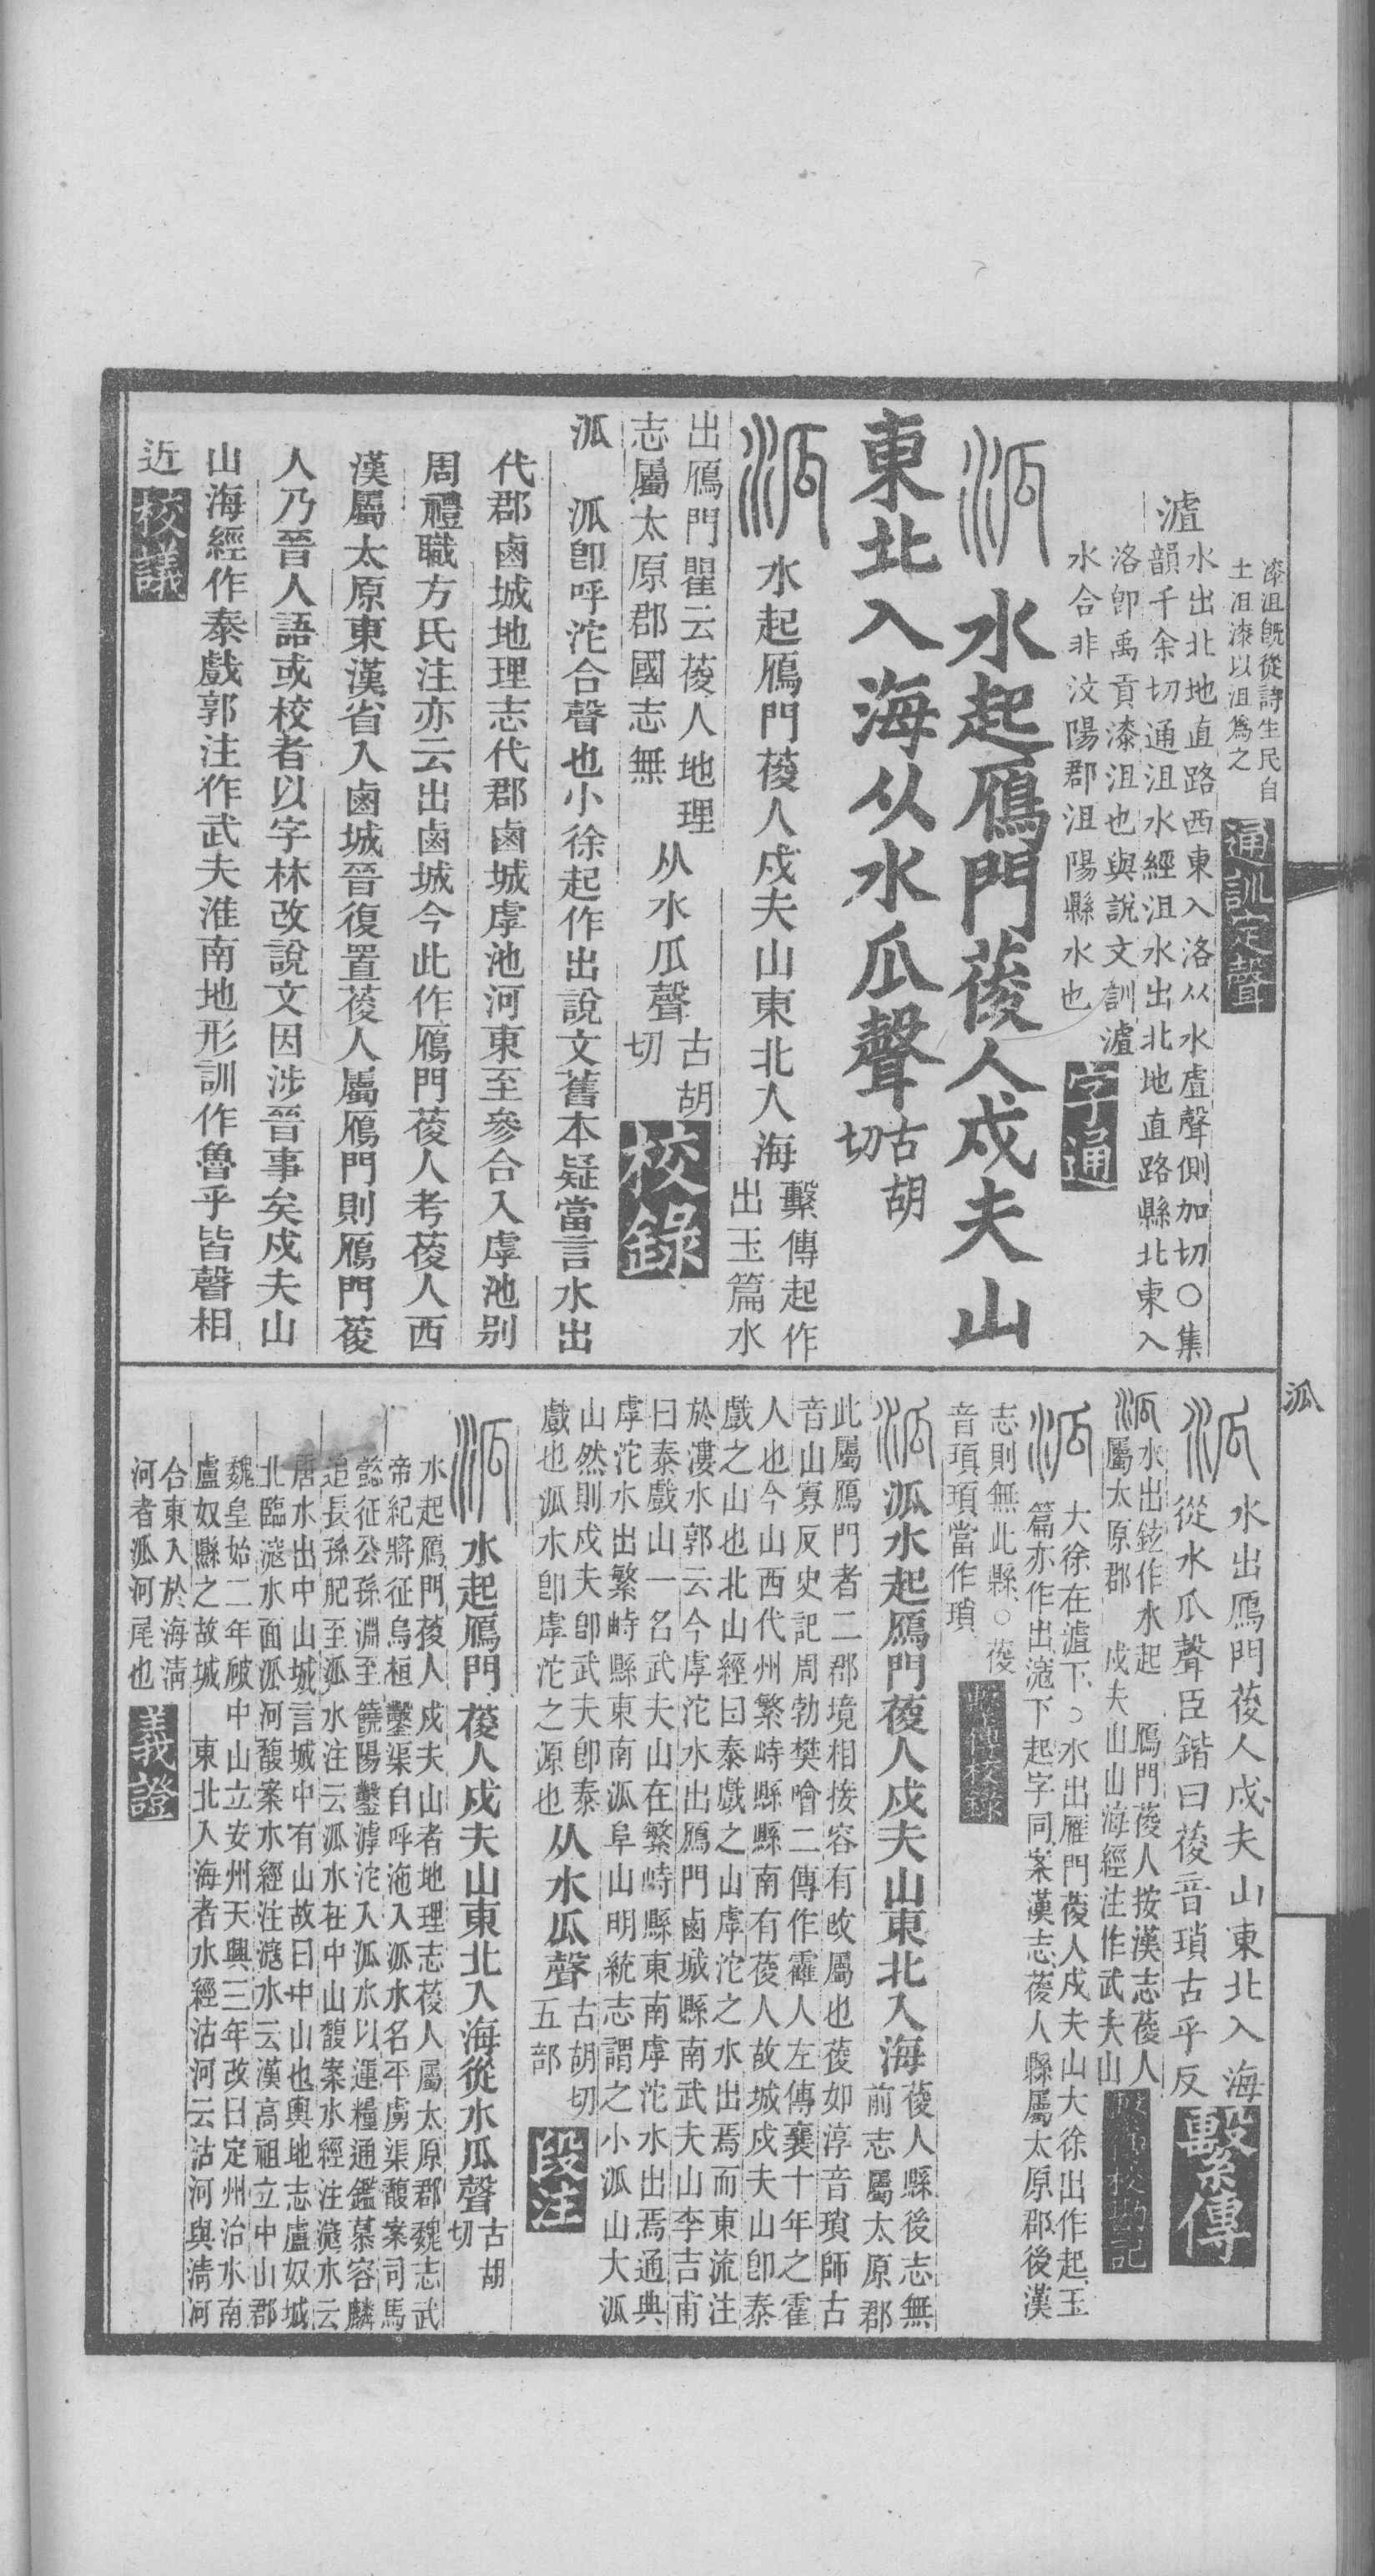 漆沮旣從詩生民自
土沮漆以沮爲之
通訓定聲
瀘
水出北地直路西東入洛从水虘聲側加切〇集
韻千余切通沮水經沮水出北地直路縣北東入
洛卽禹貢漆沮也與說文訓瀘
水合非汶陽郡沮陽縣水也
字通
水起鴈門葰人戍夫山
東北入海从水瓜聲
古胡
切
水起鴈門葰人戍夫山東北入海
繫傳起作
出玉篇水
出鴈門瞿云葰人地理
志屬太原郡國志無
从水瓜聲
古胡
切
校錄
泒
泒卽呼沱合聲也小徐起作出說文舊本疑當言水出
代郡鹵城地理志代郡鹵城虖池河東至參合入虖池別
周禮職方氏注亦云出鹵城今此作鴈門葰人考葰人西
漢屬太原東漢省入鹵城晉復置葰人屬鴈門則鴈門葰
人乃晉人語或校者以字林改說文因涉晉事矣戍夫山
山海經作泰戲郭注作武夫淮南地形訓作魯乎皆聲相
近
校議
泒
水出鴈門葰人戍夫山東北入海
從水瓜聲臣鍇曰葰音瑣古乎反
繫傳
水出鉉作水起 鴈門葰人按漢志葰人
屬太原郡 戍夫山山海經注作武夫山
大徐在瀘下〇水出雁門葰人戍夫山大徐出作起玉
篇亦作出滱下起字同案漢志葰人縣屬太原郡後漢
志則無此縣〇葰
音頊頊當作瑣
泒水起鴈門葰人戍夫山東北入海
葰人縣後志無
前志屬太原郡
此屬鴈門者二郡境相接容有改屬也葰如淳音瑣師古
音山寡反史記周勃樊噲二傳作霍人左傳襄十年之霍
人也今山西代州繁峙縣縣南有葰人故城戍夫山卽泰
戲之山也北山經曰泰戲之山虖沱之水出焉而東流注
於漊水郭云今虖沱水出鴈門鹵城縣南武夫山李吉甫
曰泰戲山一名武夫山在繁峙縣東南虖沱水出焉通典
虖沱水出繁峙縣東南泒阜山明統志謂之小泒山大泒
山然則戍夫卽武夫卽泰
戲也泒水卽虖沱之源也
从水瓜聲
古胡切
五部
段注
水起鴈門葰人戍夫山東北入海從水瓜聲
古胡
切
水起鴈門葰人戍夫山者地理志葰人屬太原郡魏志武
帝紀將征烏桓鑿渠自呼沲入泒水名平虜渠馥案司馬
懿征公孫淵至饒陽鑿滹沱入泒水以運糧通鑑慕容麟
追長孫肥至泒水注云泒水在中山馥案水經注滱水云
唐水出中山城言城中有山故曰中山也輿地志盧奴城
北臨滱水面泒河馥案水經注滱水云漢高祖立中山郡
魏皇始二年破中山立安州天興三年改曰定州治水南
盧奴縣之故城 東北入海者水經沽河云沽河與清河
合東入於海淸
河者泒河尾也
義證